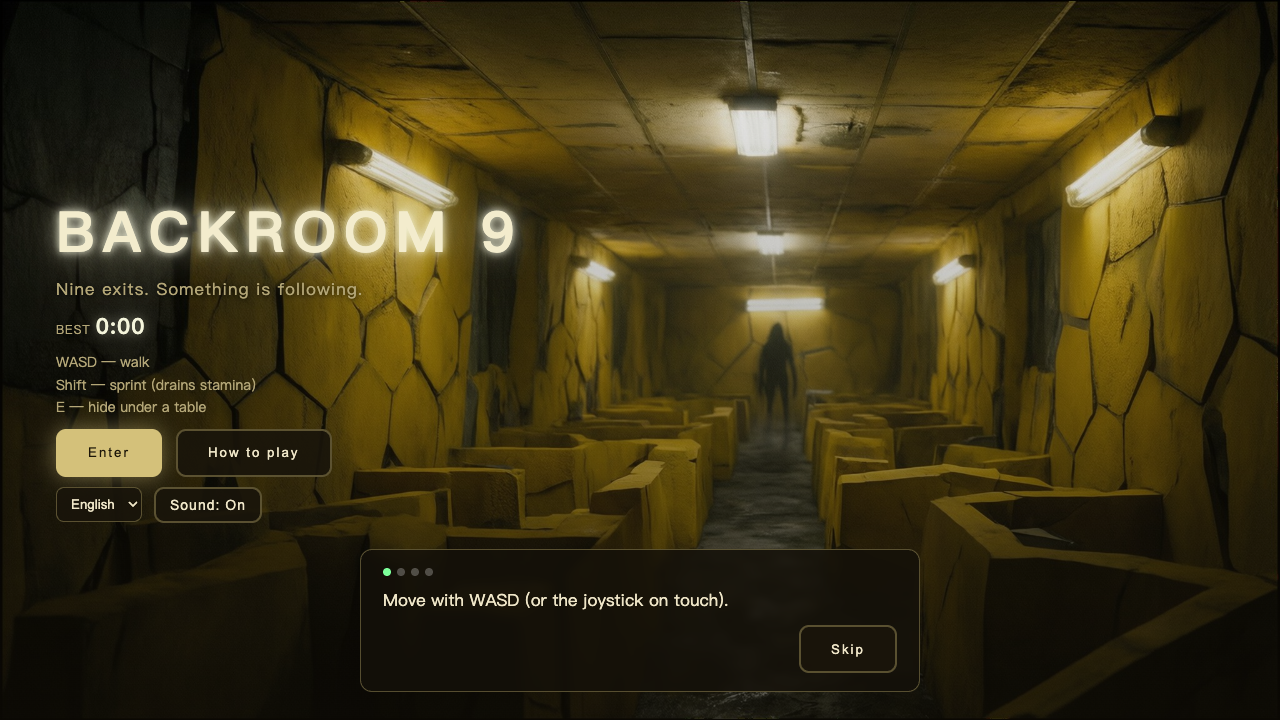 BACKROOM 9
Nine exits. Something is following.
BEST 0:00
WASD — walk
Shift — sprint (drains stamina)
E — hide under a table
Enter
How to play
English
Sound: On
Move with WASD (or the joystick on touch).
Skip